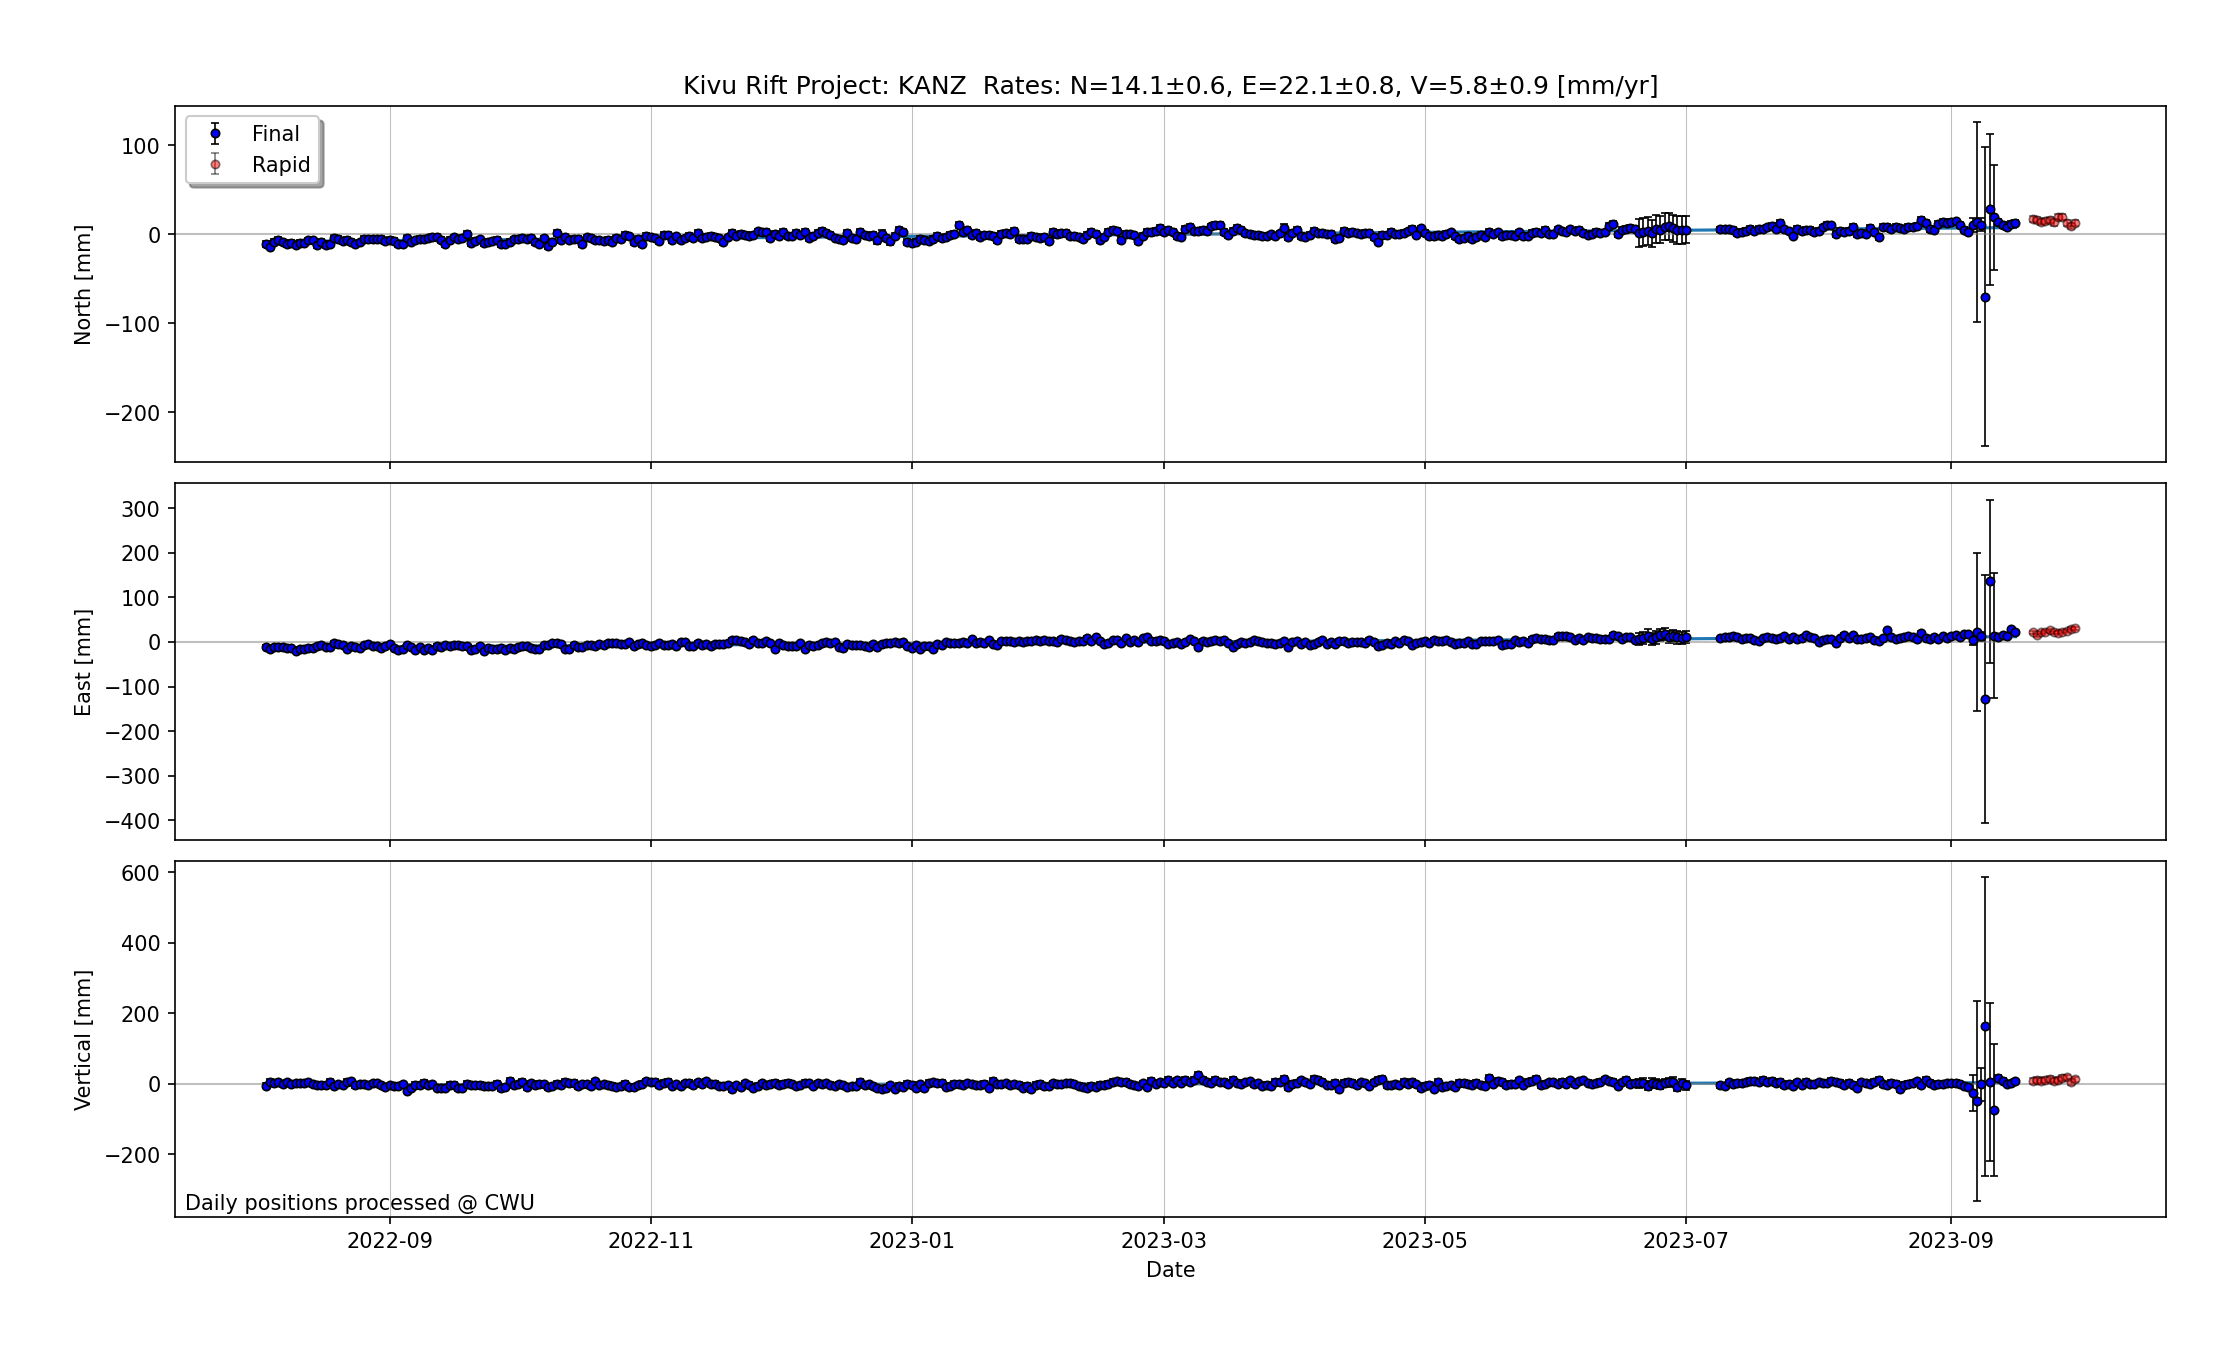 Kivu Rift Project: KANZ  Rates: N=14.1±0.6, E=22.1±0.8, V=5.8±0.9 [mm/yr]
Final
Rapid
North [mm]
100
0
−100
−200
East [mm]
300
200
100
0
−100
−200
−300
−400
Vertical [mm]
600
400
200
0
−200
Daily positions processed @ CWU
2022-09 2022-11 2023-01 2023-03 2023-05 2023-07 2023-09
Date